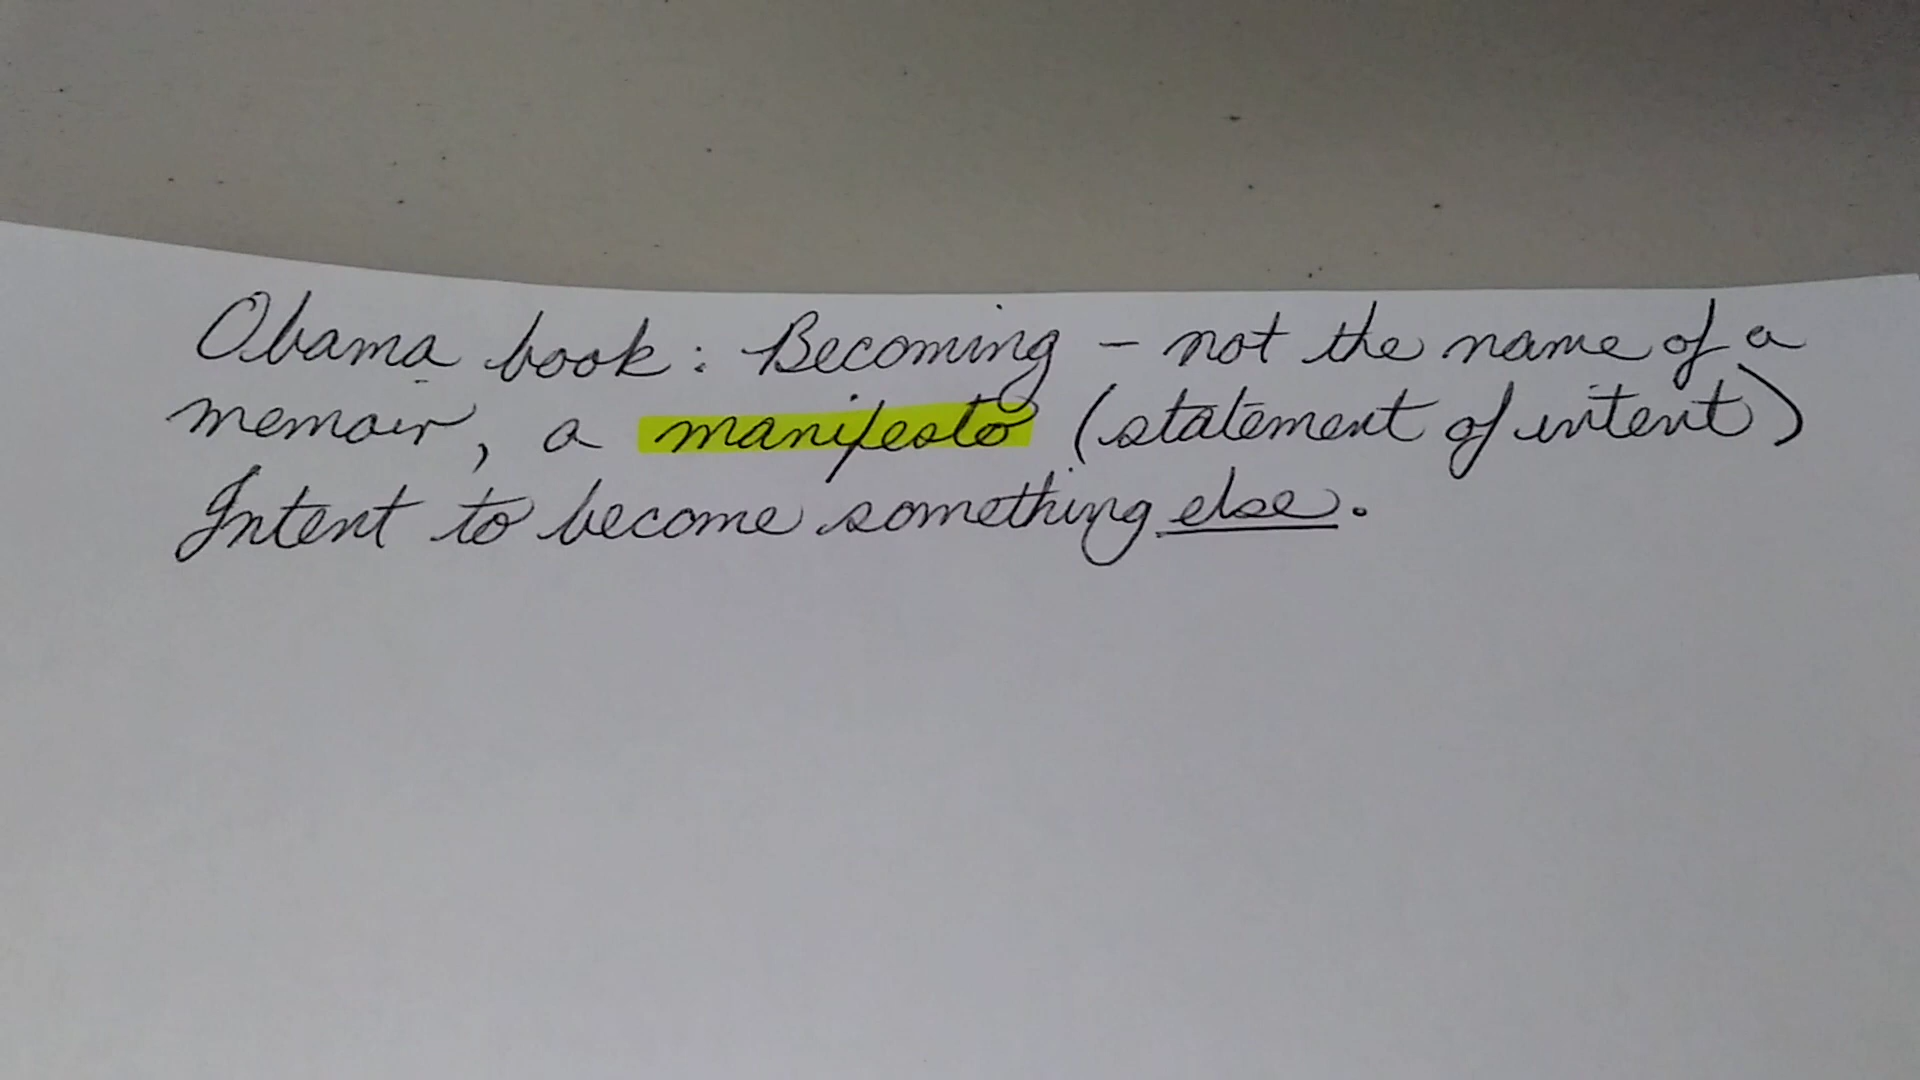 Obama book: Becoming - not the name of a
memoir, a manifesto (statement of intent)
Intent to become something else.